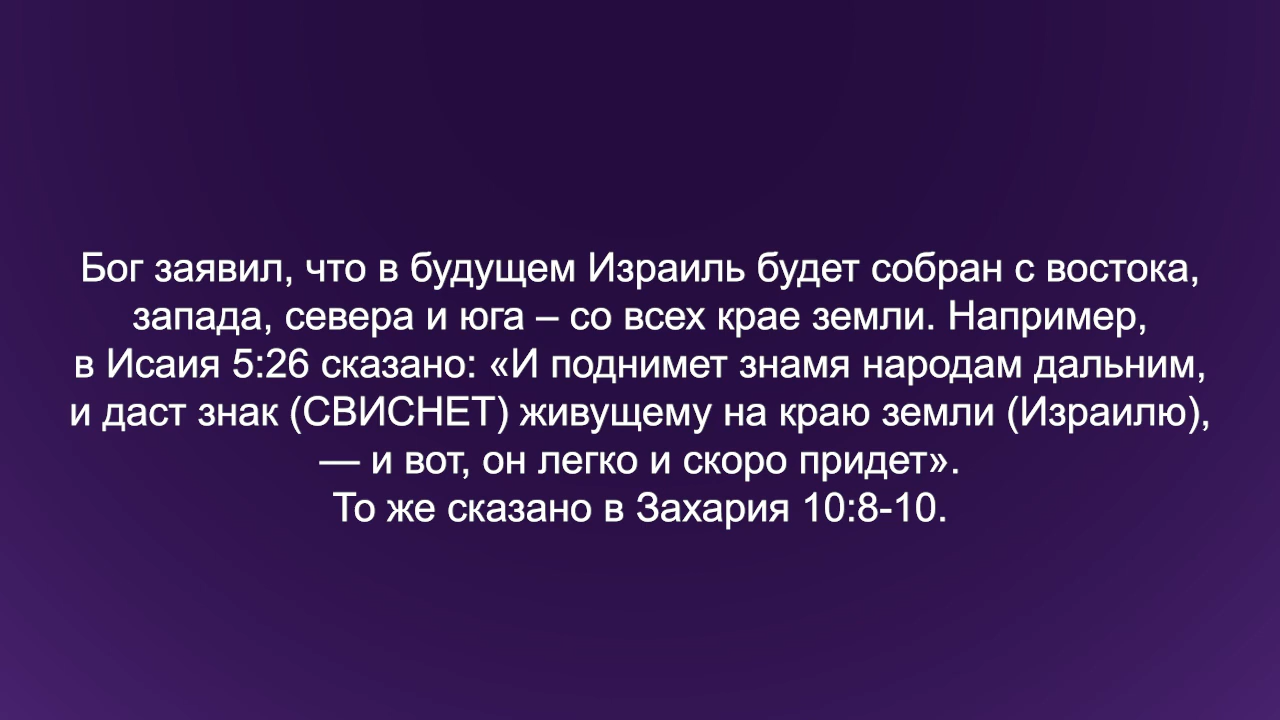 Бог заявил, что в будущем Израиль будет собран с востока,
запада, севера и юга – со всех крае земли. Например,
в Исаия 5:26 сказано: «И поднимет знамя народам дальним,
и даст знак (СВИСНЕТ) живущему на краю земли (Израилю),
— и вот, он легко и скоро придет».
То же сказано в Захария 10:8-10.